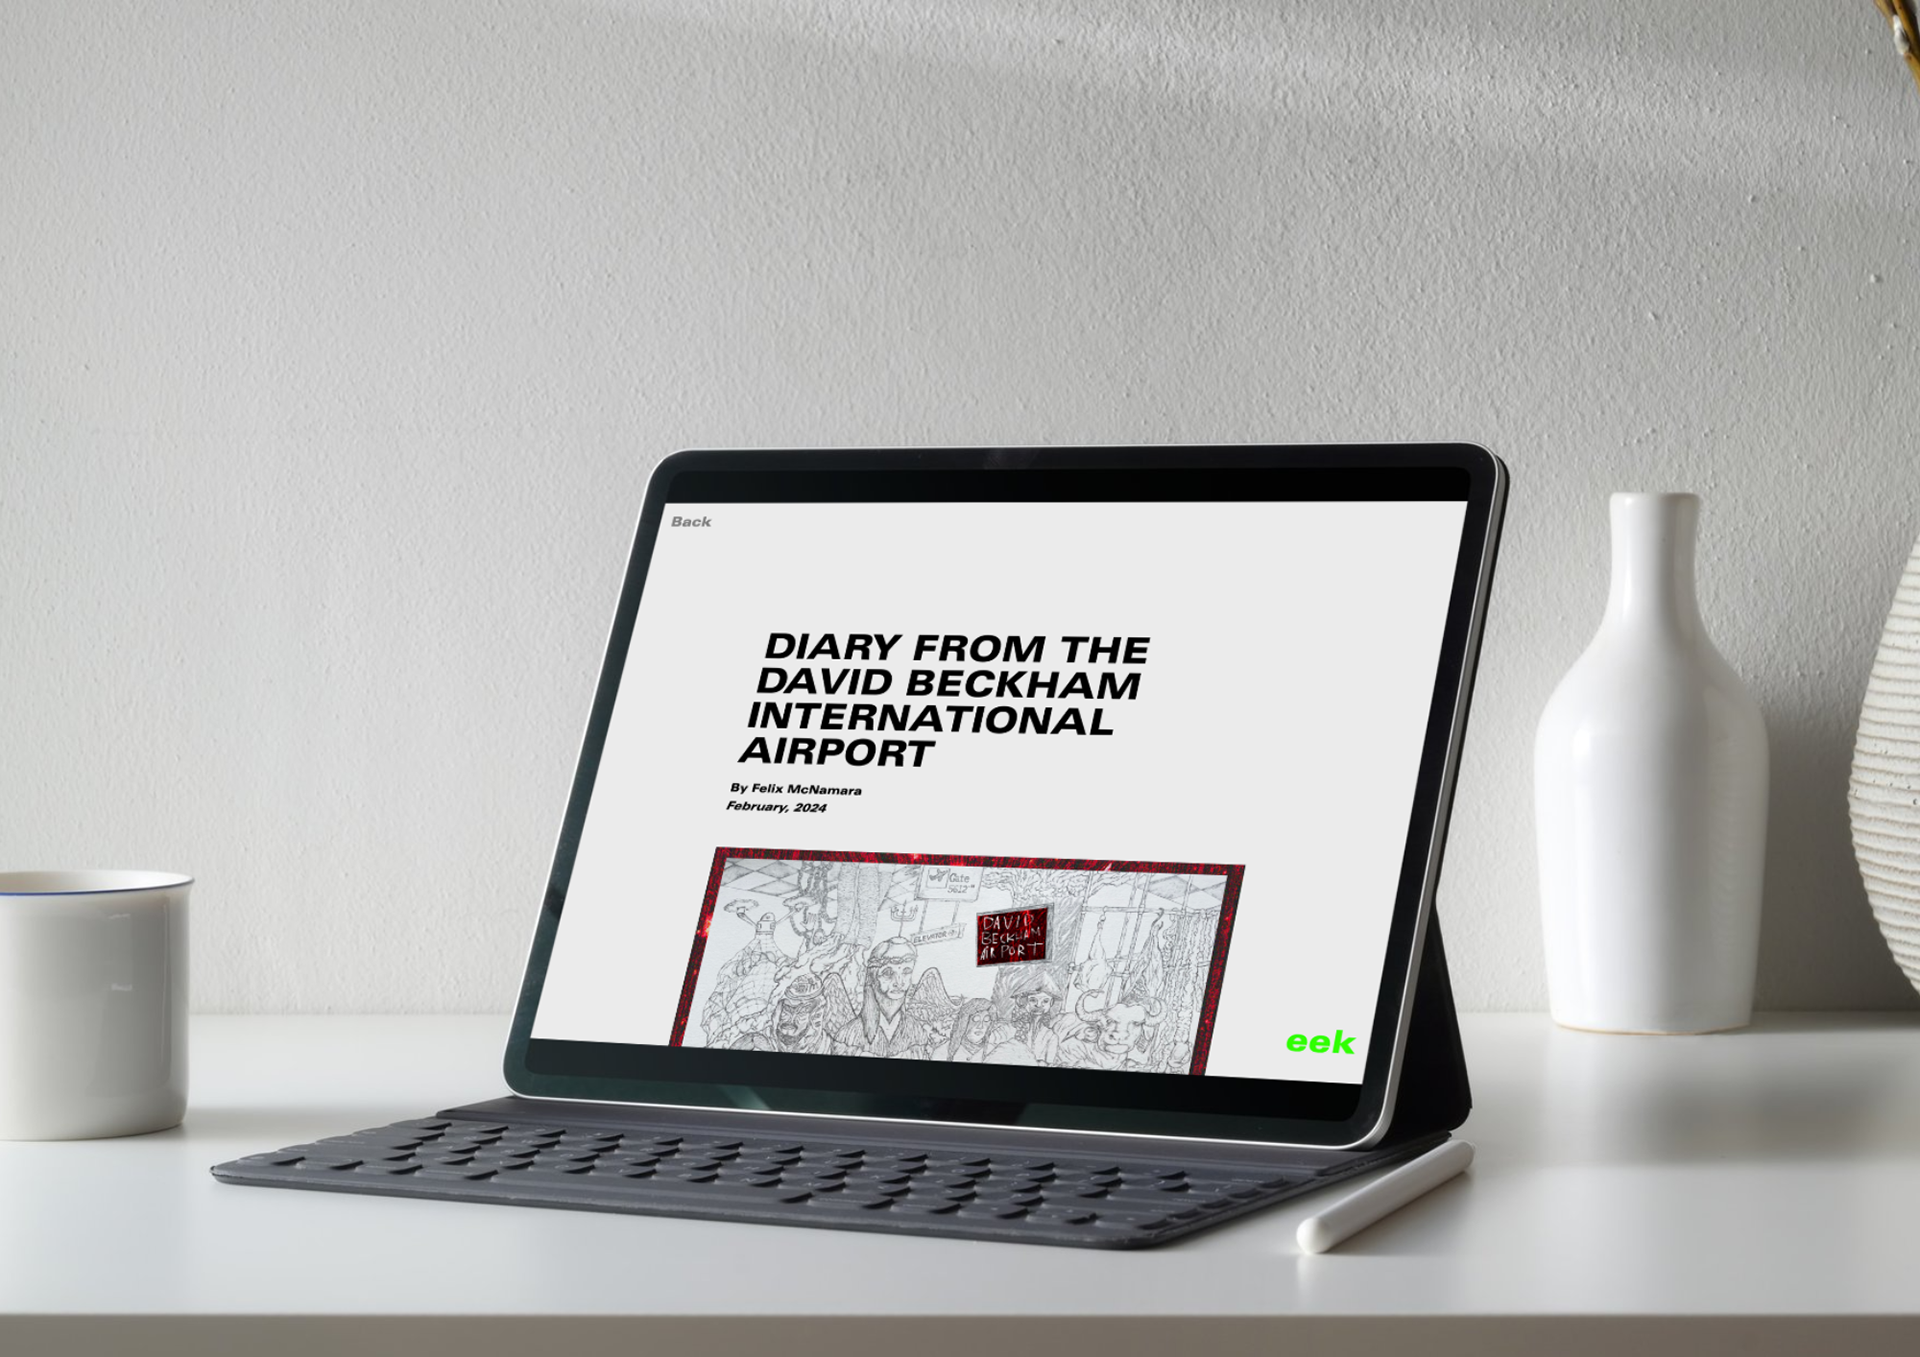 Back
DIARY FROM THE
DAVID BECKHAM
INTERNATIONAL
AIRPORT
By Felix McNamara
February, 2024
Gate
5612
ELEVATOR
DAVID
BECKHAM
AIRPORT
eek